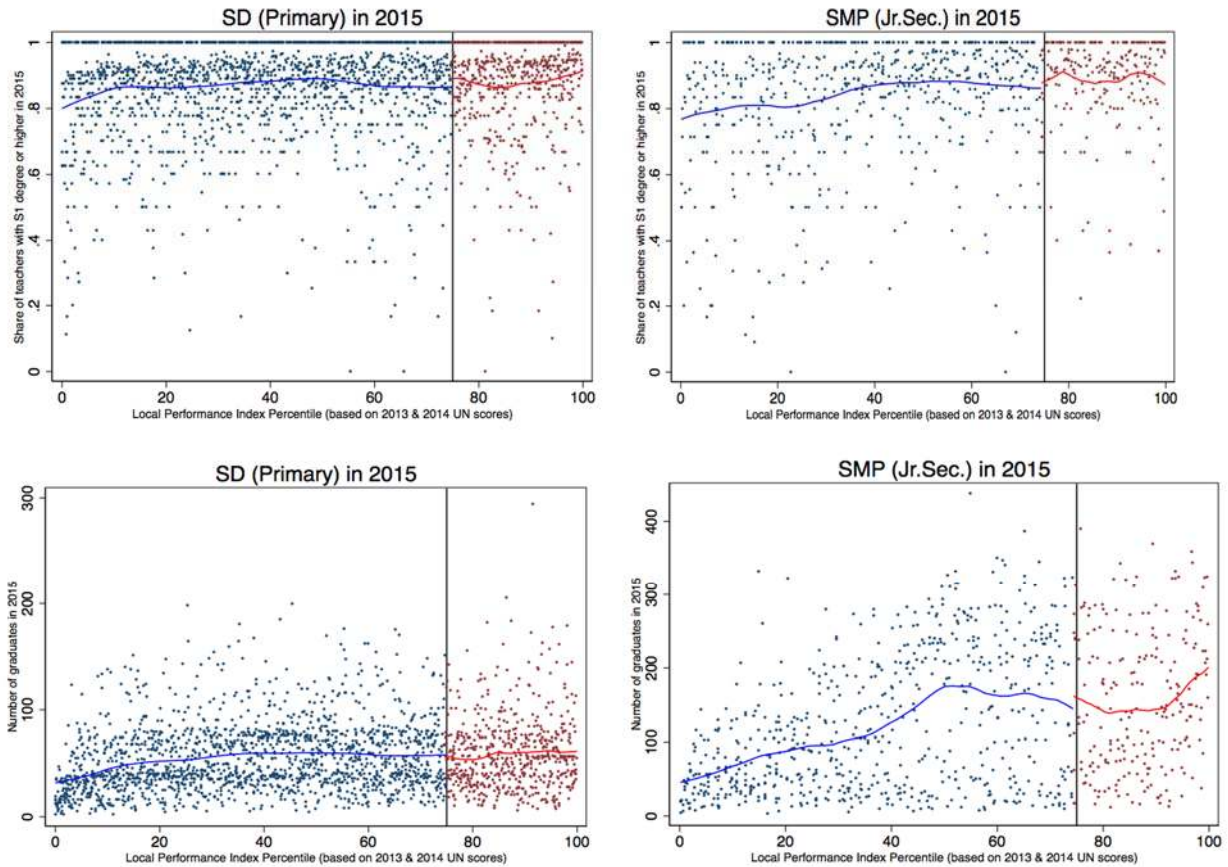 SD (Primary) in 2015
Share of teachers with S1 degree or higher in 2015
1
.8
.6
.4
.2
0
0 20 40 60 80 100
Local Performance Index Percentile (based on 2013 & 2014 UN scores)
SMP (Jr.Sec.) in 2015
Share of teachers with S1 degree or higher in 2015
1
.8
.6
.4
.2
0
0 20 40 60 80 100
Local Performance Index Percentile (based on 2013 & 2014 UN scores)
SD (Primary) in 2015
Number of graduates in 2015
300
200
100
0
0 20 40 60 80 100
Local Performance Index Percentile (based on 2013 & 2014 UN scores)
SMP (Jr.Sec.) in 2015
Number of graduates in 2015
400
300
200
100
0
0 20 40 60 80 100
Local Performance Index Percentile (based on 2013 & 2014 UN scores)